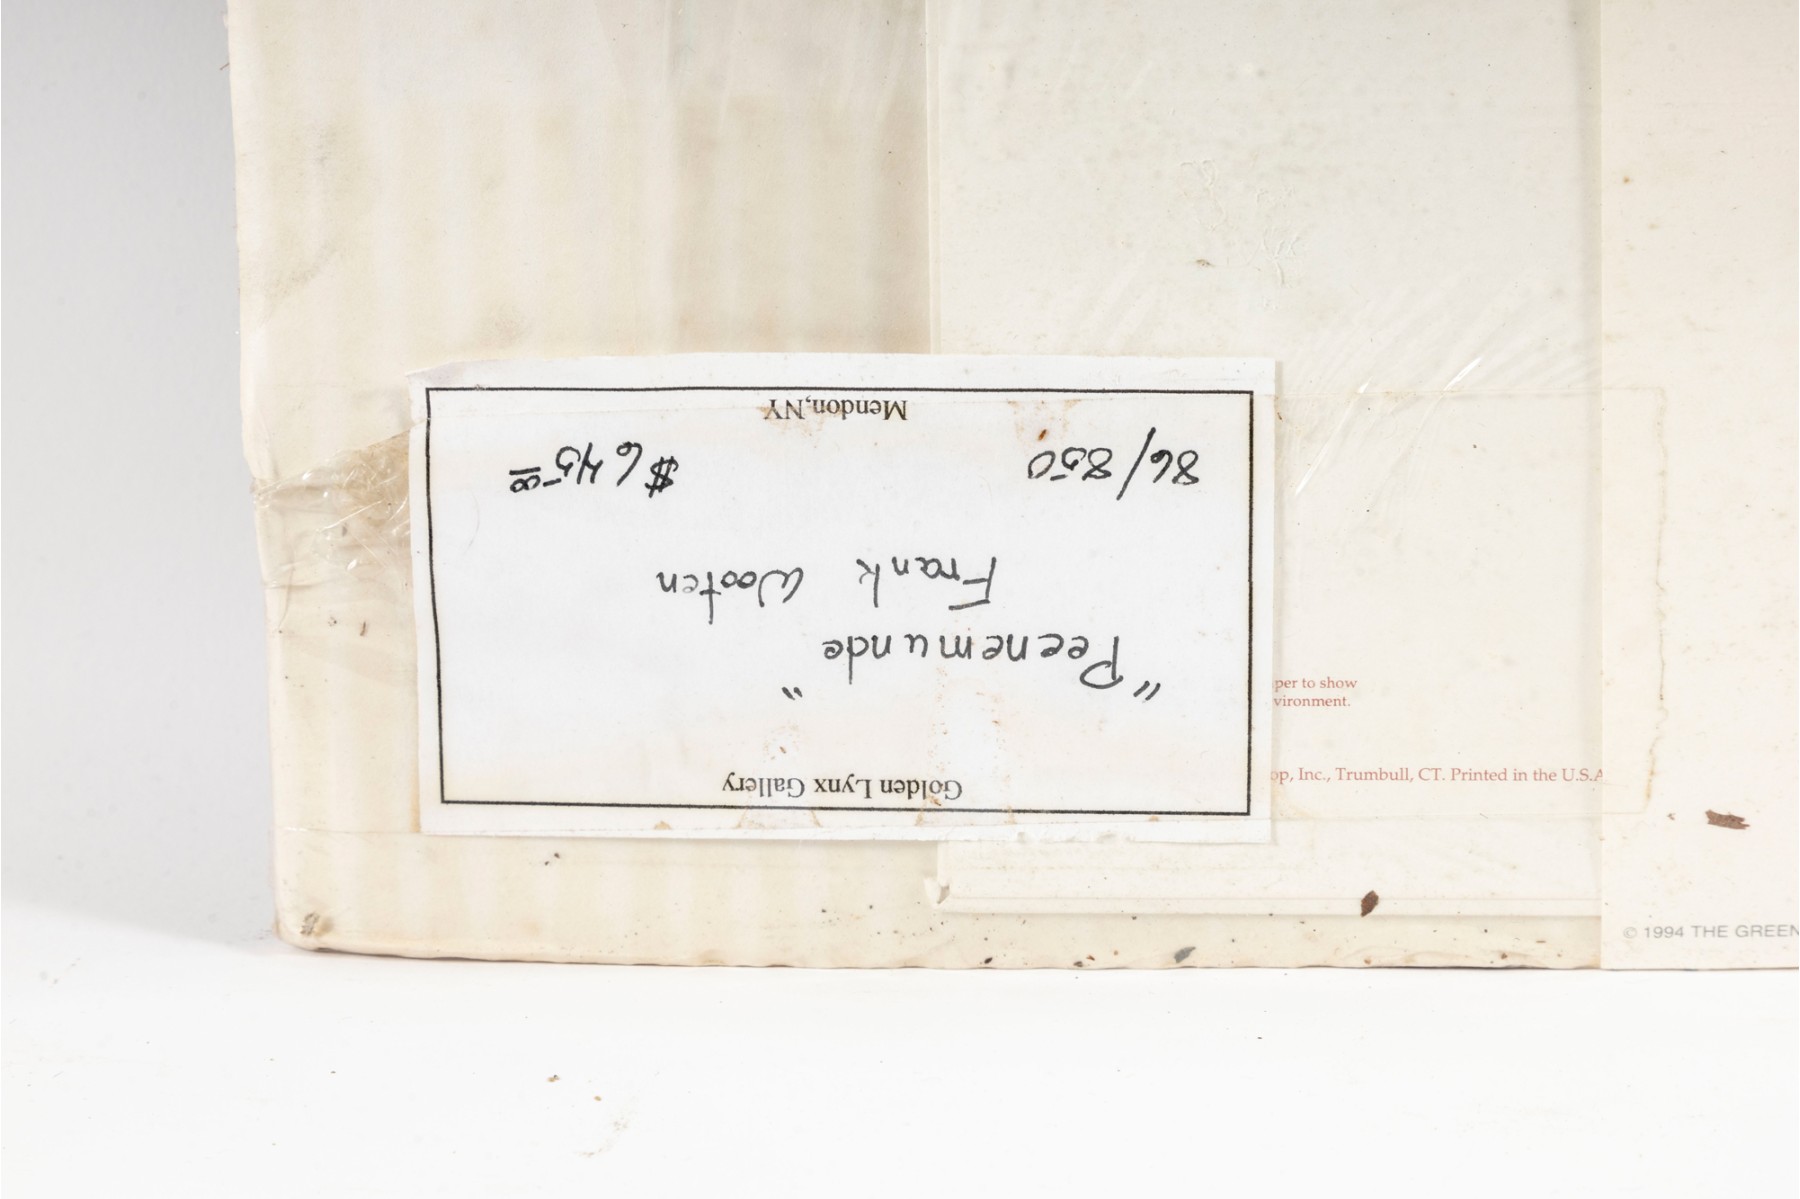 Golden Lynx Gallery
"Peenemunde"
Frank Wooten
86/850 $645.00
Mendon, NY
per to show
vironment.
op, Inc., Trumbull, CT. Printed in the U.S.A
© 1994 THE GREEN